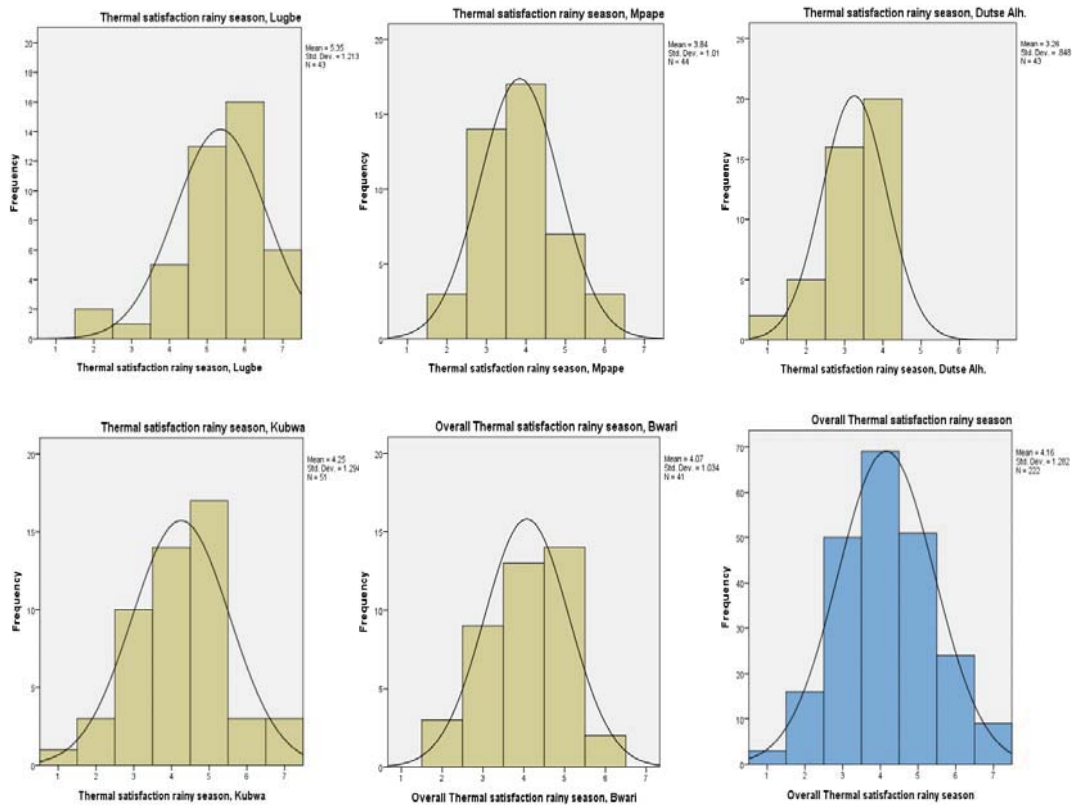 Thermal satisfaction rainy season, Lugbe
Mean = 5.35
Std. Dev. = 1.213
N = 43
20
18
16
14
12
10
8
6
4
2
0
Frequency
1 2 3 4 5 6 7
Thermal satisfaction rainy season, Lugbe
Thermal satisfaction rainy season, Mpape
Mean = 3.84
Std. Dev. = 1.01
N = 44
20
15
10
5
0
Frequency
1 2 3 4 5 6 7
Thermal satisfaction rainy season, Mpape
Thermal satisfaction rainy season, Dutse Alh.
Mean = 3.26
Std. Dev. = .848
N = 43
25
20
15
10
5
0
Frequency
1 2 3 4 5 6 7
Thermal satisfaction rainy season, Dutse Alh.
Thermal satisfaction rainy season, Kubwa
Mean = 4.25
Std. Dev. = 1.294
N = 51
20
15
10
5
0
Frequency
1 2 3 4 5 6 7
Thermal satisfaction rainy season, Kubwa
Overall Thermal satisfaction rainy season, Bwari
Mean = 4.07
Std. Dev. = 1.034
N = 41
20
15
10
5
0
Frequency
1 2 3 4 5 6 7
Overall Thermal satisfaction rainy season, Bwari
Overall Thermal satisfaction rainy season
Mean = 4.16
Std. Dev. = 1.282
N = 222
70
60
50
40
30
20
10
0
Frequency
1 2 3 4 5 6 7
Overall Thermal satisfaction rainy season